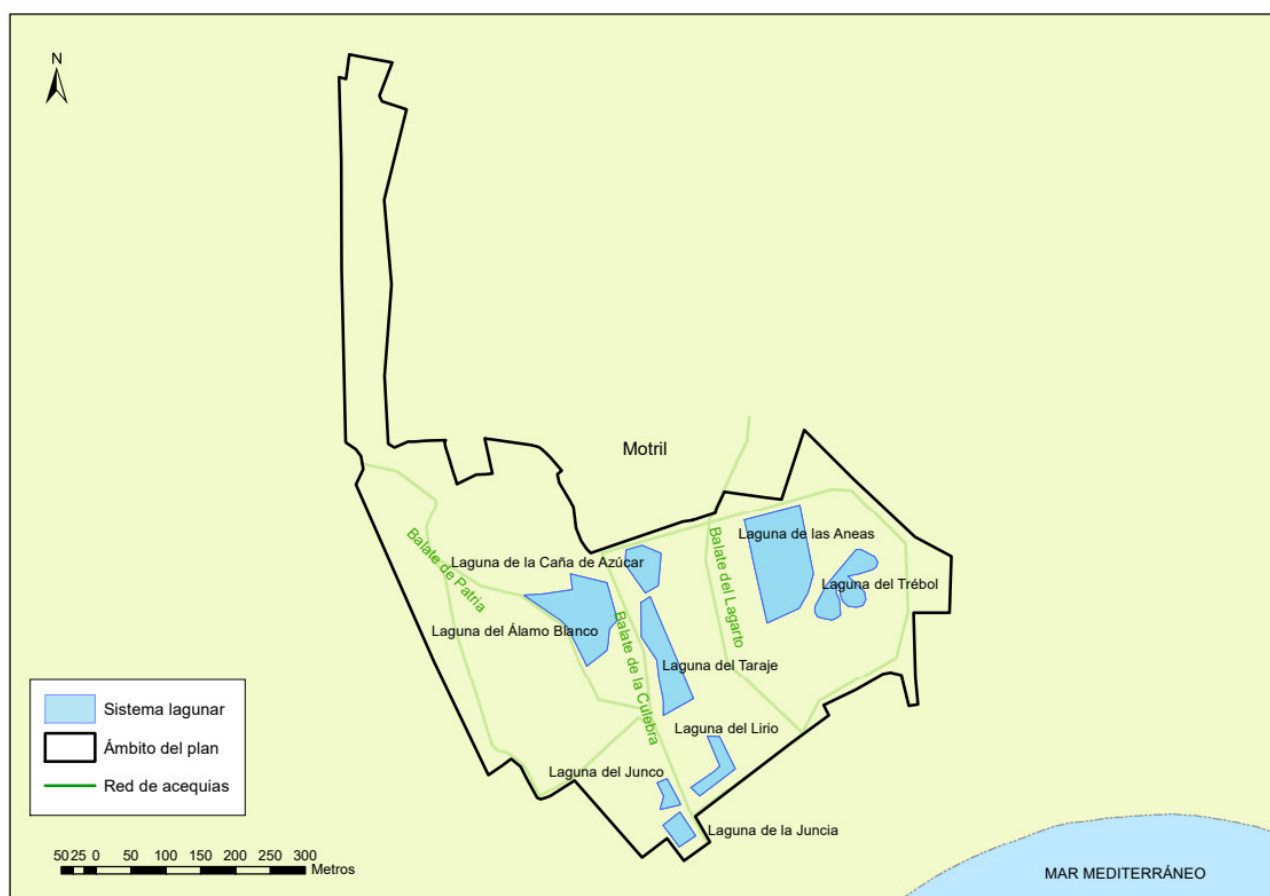 N
Motril
Laguna de las Aneas
Laguna de la Caña de Azúcar
Laguna del Trébol
Balate de Patria
Balate del Lagarto
Laguna del Álamo Blanco
Balate de la Culebra
Laguna del Taraje
Laguna del Lirio
Laguna del Junco
Laguna de la Juncia
Sistema lagunar
Ámbito del plan
Red de acequias
50 25 0 50 100 150 200 250 300
Metros
MAR MEDITERRÁNEO